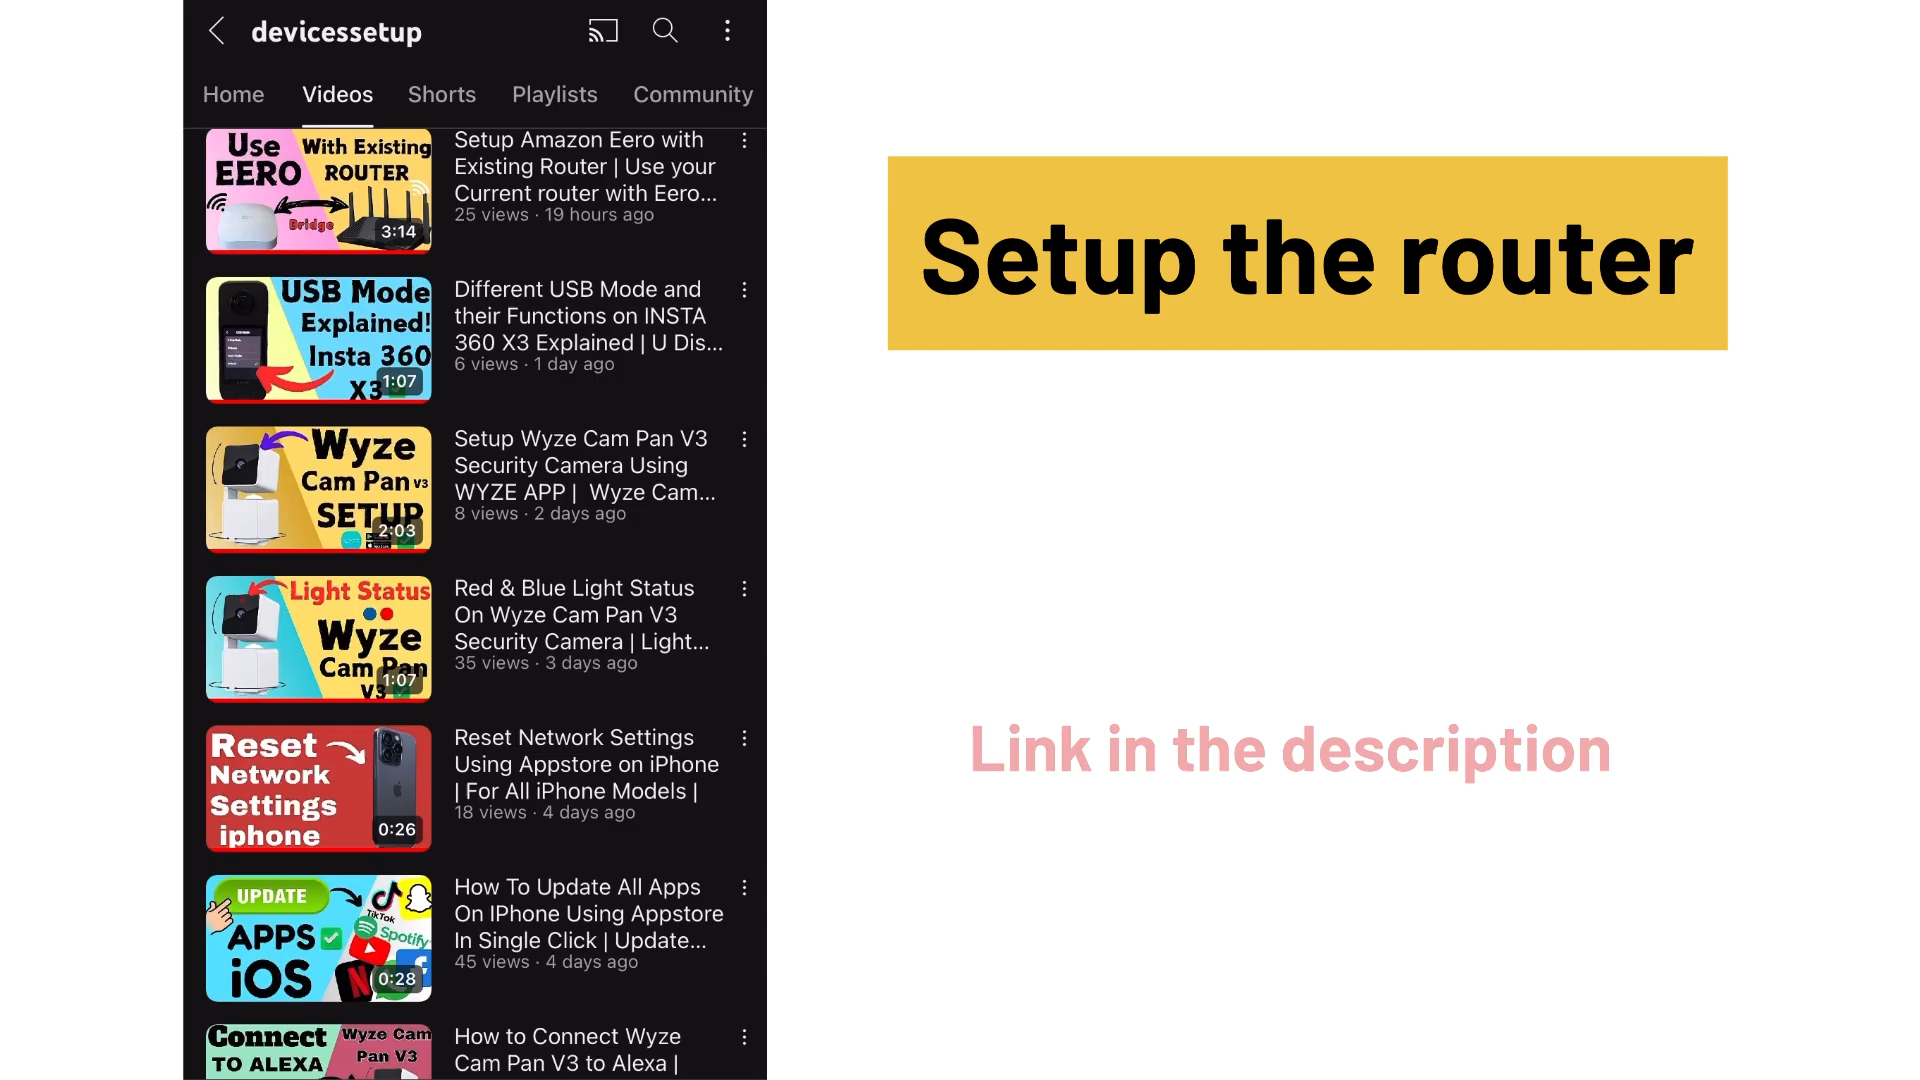 devicessetup
Home Videos Shorts Playlists Community
Use
EERO
With Existing
ROUTER
Bridge
3:14
Setup Amazon Eero with
Existing Router | Use your
Current router with Eero...
25 views · 19 hours ago
USB Mode
Explained!
Insta 360
X3
1:07
Different USB Mode and
their Functions on INSTA
360 X3 Explained | U Dis...
6 views · 1 day ago
Wyze
Cam Pan V3
SETUP
2:03
Setup Wyze Cam Pan V3
Security Camera Using
WYZE APP | Wyze Cam...
8 views · 2 days ago
Light Status
Wyze
Cam Pan
V3
1:07
Red & Blue Light Status
On Wyze Cam Pan V3
Security Camera | Light...
35 views · 3 days ago
Reset
Network
Settings
iphone
0:26
Reset Network Settings
Using Appstore on iPhone
| For All iPhone Models |
18 views · 4 days ago
UPDATE
APPS
iOS
TikTok
Spotify
0:28
How To Update All Apps
On IPhone Using Appstore
In Single Click | Update...
45 views · 4 days ago
Connect
TO ALEXA
Wyze Cam
Pan V3
How to Connect Wyze
Cam Pan V3 to Alexa |
Setup the router
Link in the description